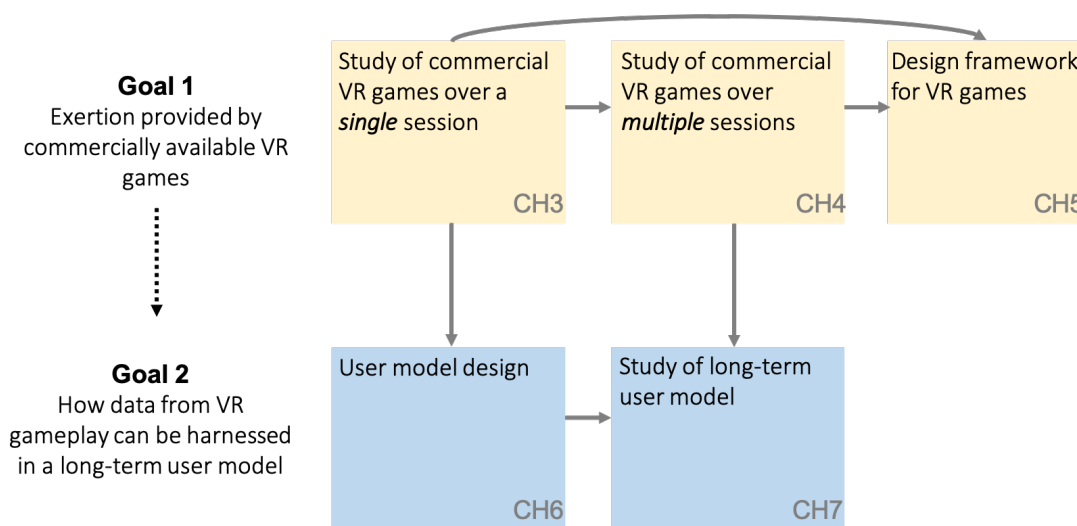 Goal 1
Exertion provided by
commercially available VR
games
Study of commercial
VR games over a
single session
CH3
Study of commercial
VR games over
multiple sessions
CH4
Design framework
for VR games
CH5
Goal 2
How data from VR
gameplay can be harnessed
in a long-term user model
User model design
CH6
Study of long-term
user model
CH7